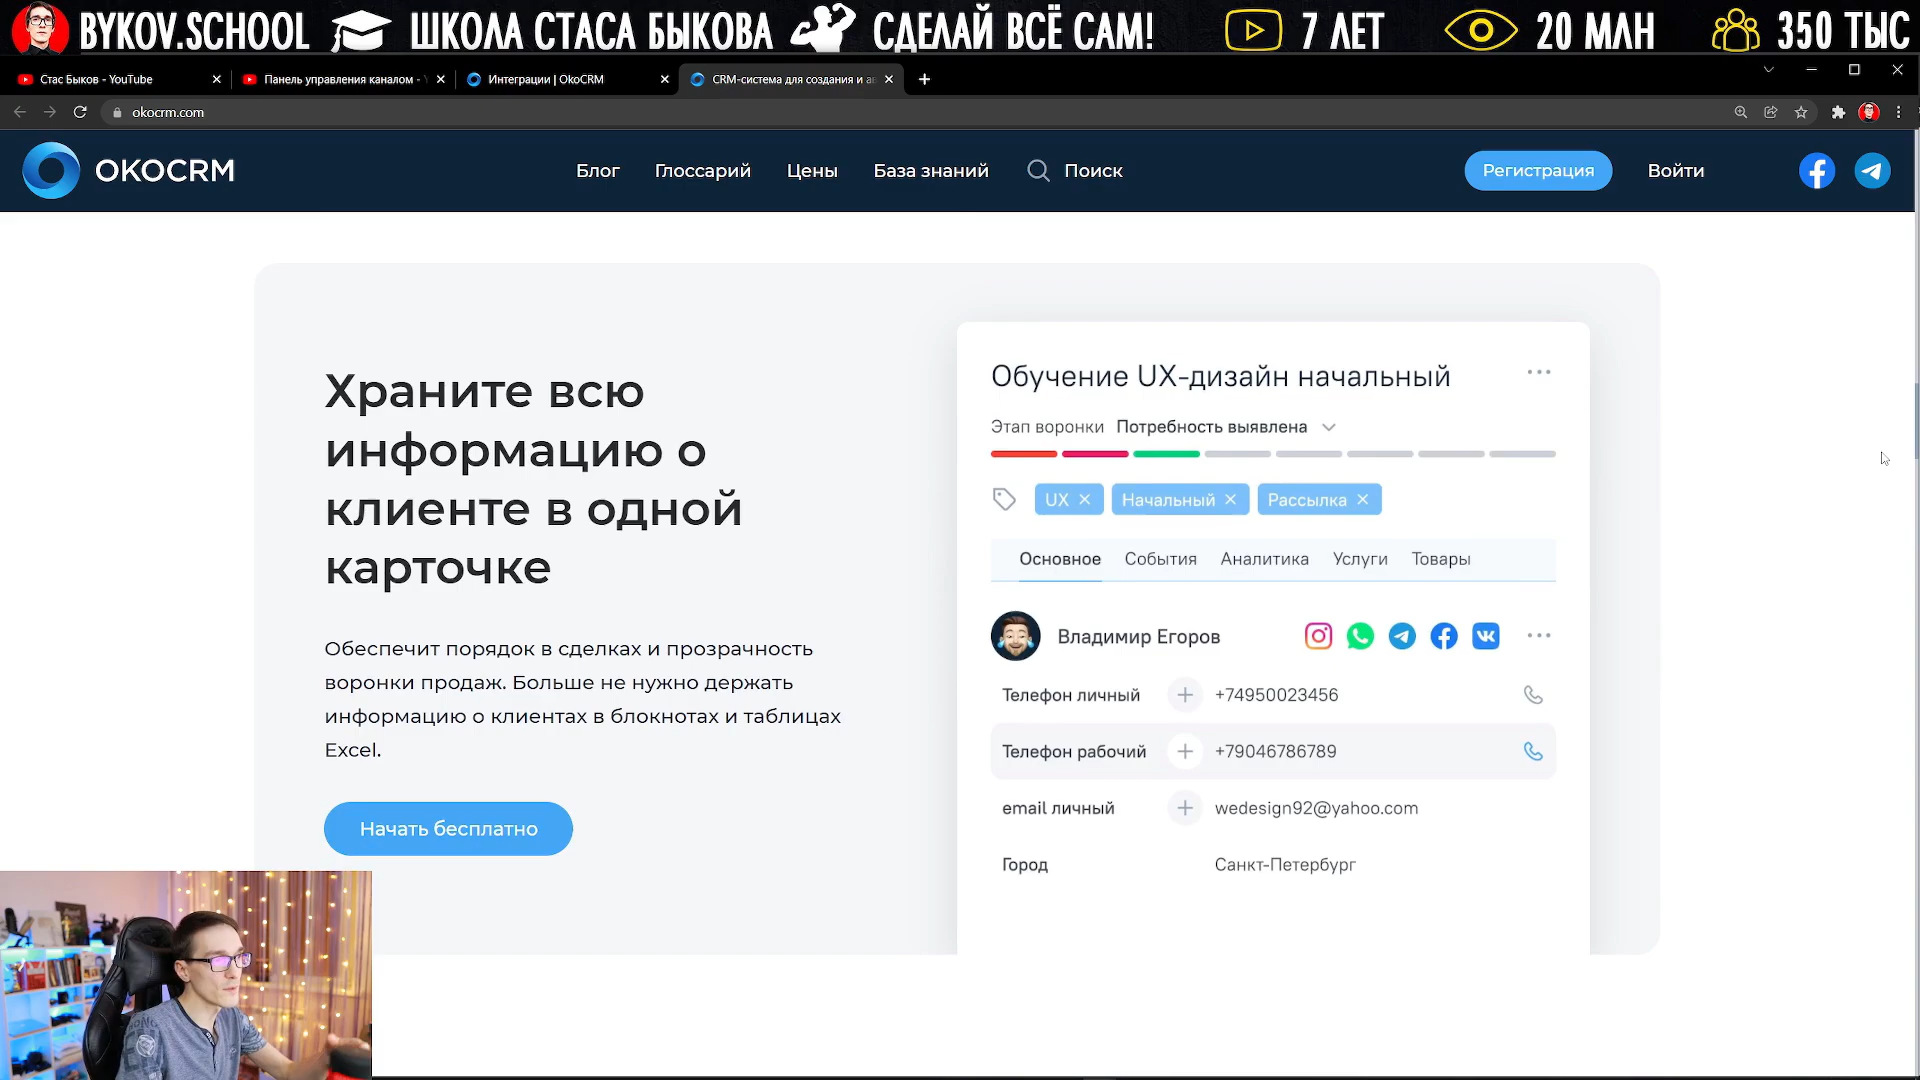 BYKOV.SCHOOL ШКОЛА СТАСА БЫКОВА СДЕЛАЙ ВСЁ САМ! 7 ЛЕТ 20 МЛН 350 ТЫС
Стас Быков - YouTube
Панель управления каналом -
Интеграции | OkoCRM
CRM-система для создания и ав
okocrm.com
OKOCRM
Блог Глоссарий Цены База знаний Поиск
Регистрация Войти
Храните всю
информацию о
клиенте в одной
карточке
Обеспечит порядок в сделках и прозрачность
воронки продаж. Больше не нужно держать
информацию о клиентах в блокнотах и таблицах
Excel.
Начать бесплатно
Обучение UX-дизайн начальный
Этап воронки Потребность выявлена
UX Начальный Рассылка
Основное События Аналитика Услуги Товары
Владимир Егоров
Телефон личный +74950023456
Телефон рабочий +79046786789
email личный wedesign92@yahoo.com
Город Санкт-Петербург